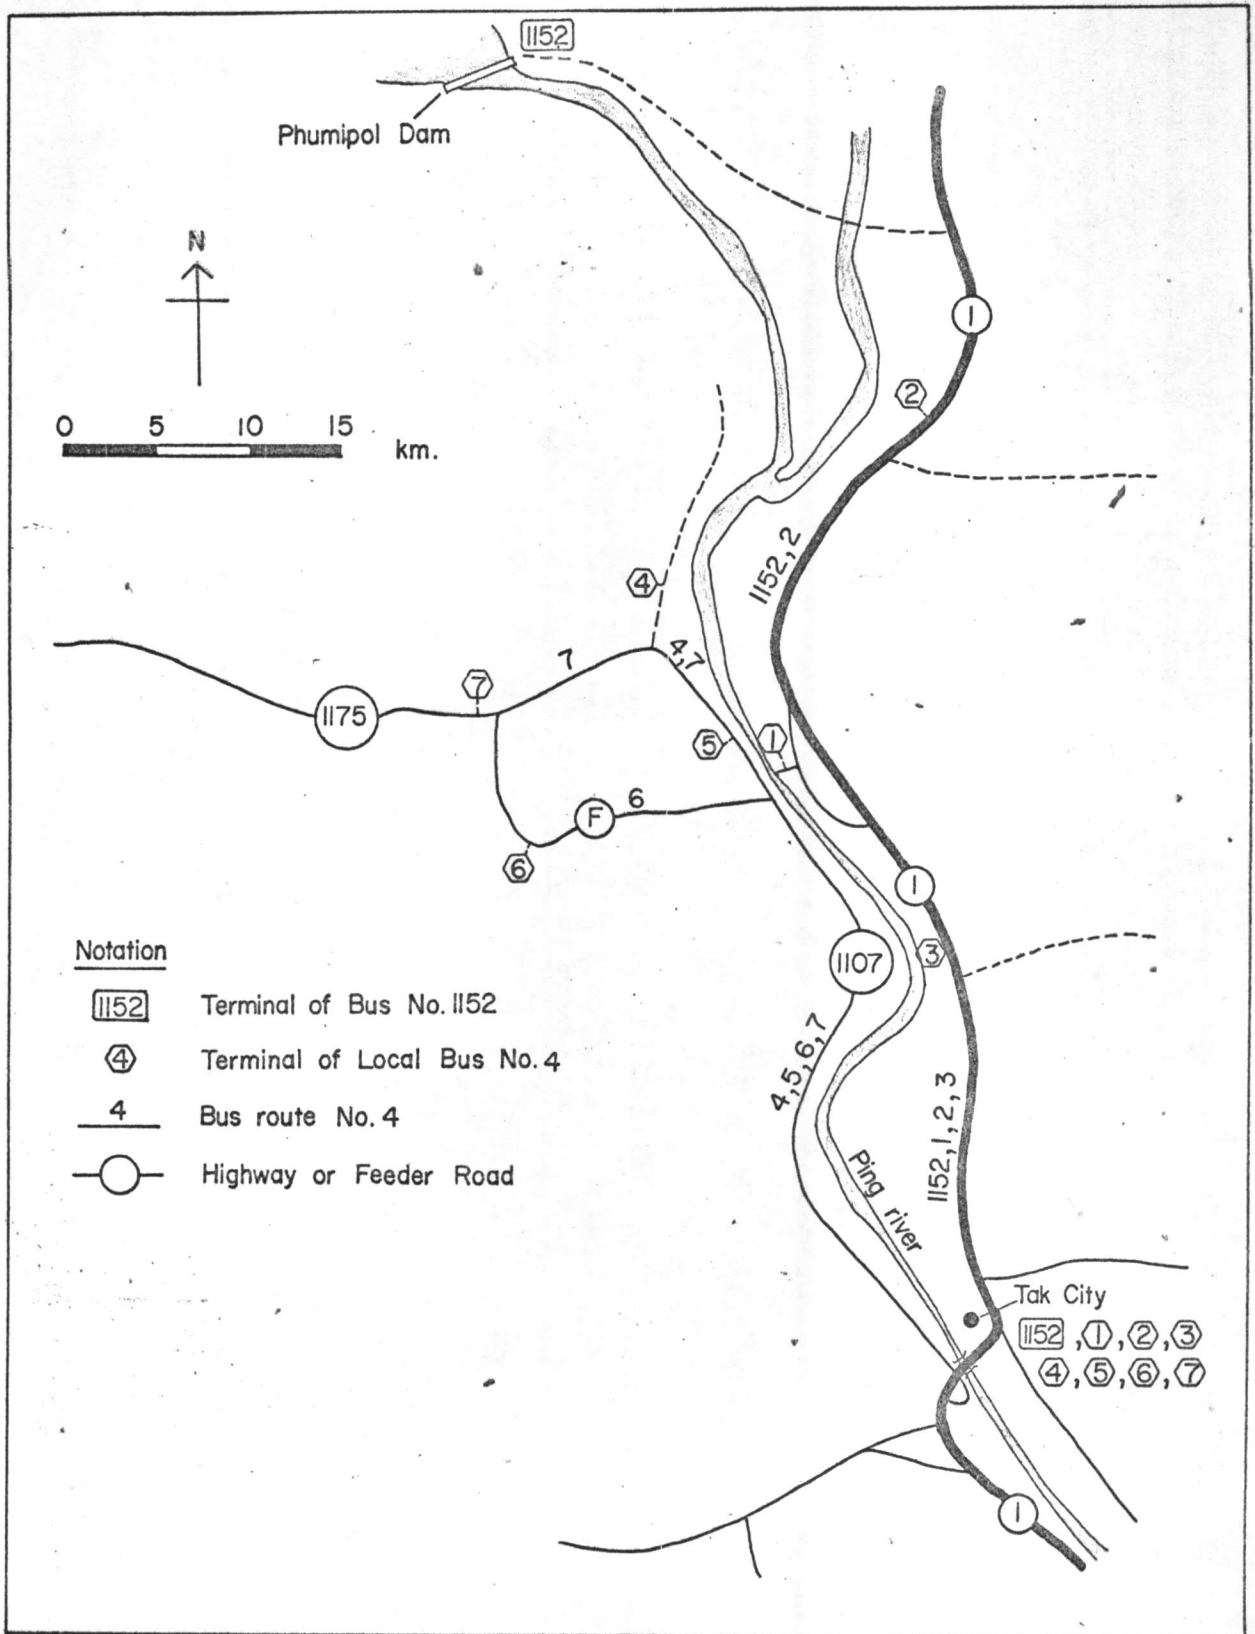 1152
Phumipol Dam
N
1
0 5 10 15 km.
2
1152, 2
4
4,7
7
7
1175
5
1
6
F
6
1
3
1107
Notation
1152 Terminal of Bus No. 1152
4 Terminal of Local Bus No. 4
4 Bus route No. 4
Highway or Feeder Road
4,5,6,7
1152,1,2,3
Ping river
Tak City
1152 ,1,2,3
4,5,6,7
1